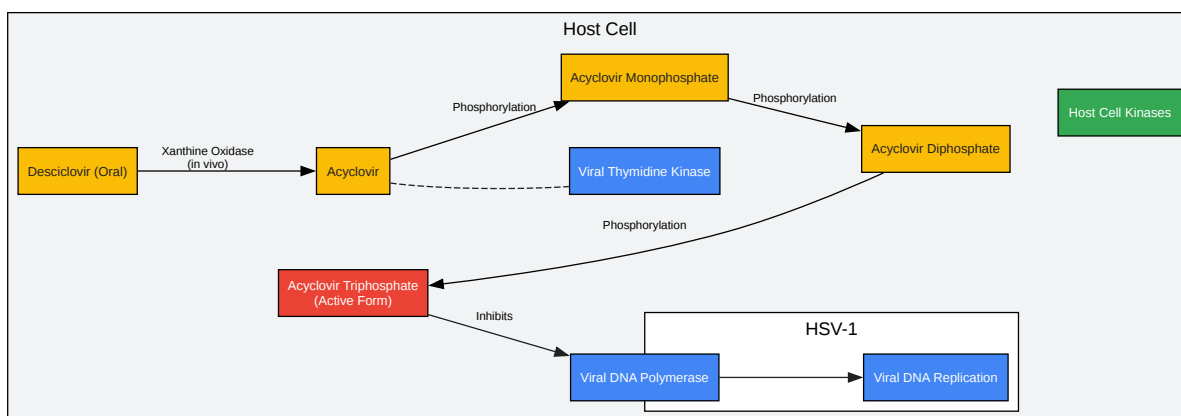 Host Cell
Acyclovir Monophosphate
Phosphorylation
Phosphorylation
Host Cell Kinases
Acyclovir Diphosphate
Xanthine Oxidase
(in vivo)
Desciclovir (Oral)
Acyclovir
Viral Thymidine Kinase
Phosphorylation
Acyclovir Triphosphate
(Active Form)
Inhibits
HSV-1
Viral DNA Polymerase
Viral DNA Replication